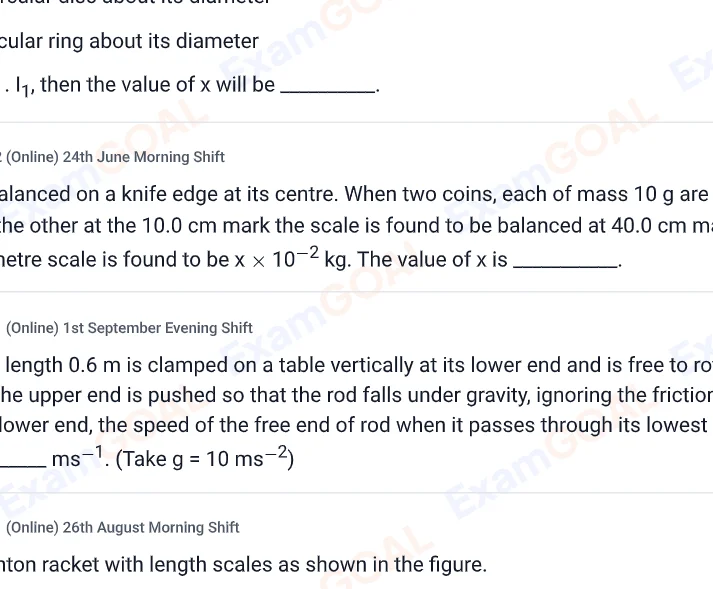 cular ring about its diameter
. I₁, then the value of x will be __________.
(Online) 24th June Morning Shift
alanced on a knife edge at its centre. When two coins, each of mass 10 g are
the other at the 10.0 cm mark the scale is found to be balanced at 40.0 cm
metre scale is found to be x × 10⁻² kg. The value of x is ___________.
(Online) 1st September Evening Shift
length 0.6 m is clamped on a table vertically at its lower end and is free to ro
he upper end is pushed so that the rod falls under gravity, ignoring the friction
lower end, the speed of the free end of rod when it passes through its lowest
_____ ms⁻¹. (Take g = 10 ms⁻²)
(Online) 26th August Morning Shift
nton racket with length scales as shown in the figure.